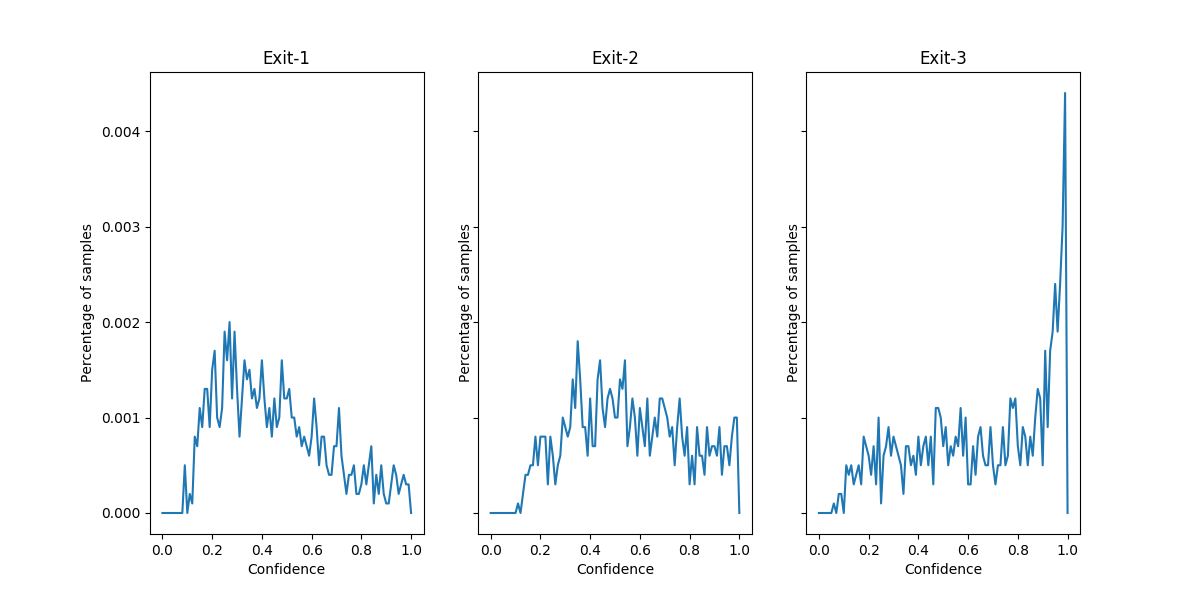 Exit-1 Exit-2 Exit-3
Percentage of samples
0.004
0.003
0.002
0.001
0.000
0.0 0.2 0.4 0.6 0.8 1.0
Confidence
Percentage of samples
0.0 0.2 0.4 0.6 0.8 1.0
Confidence
Percentage of samples
0.0 0.2 0.4 0.6 0.8 1.0
Confidence